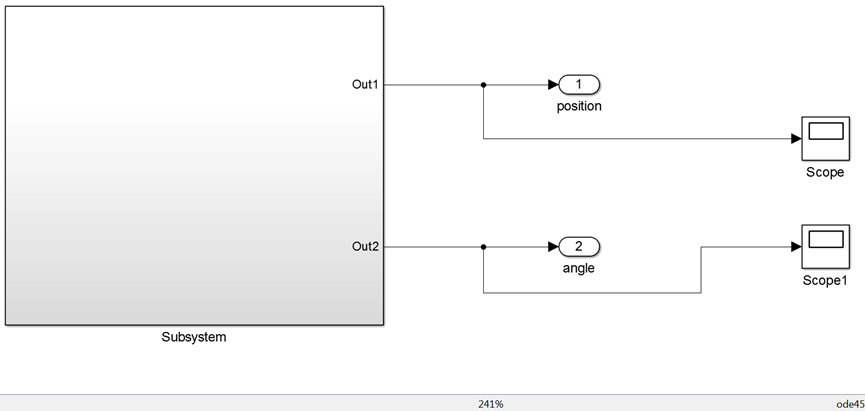 Out1
1
position
Scope
Out2
2
angle
Scope1
Subsystem
241%
ode45